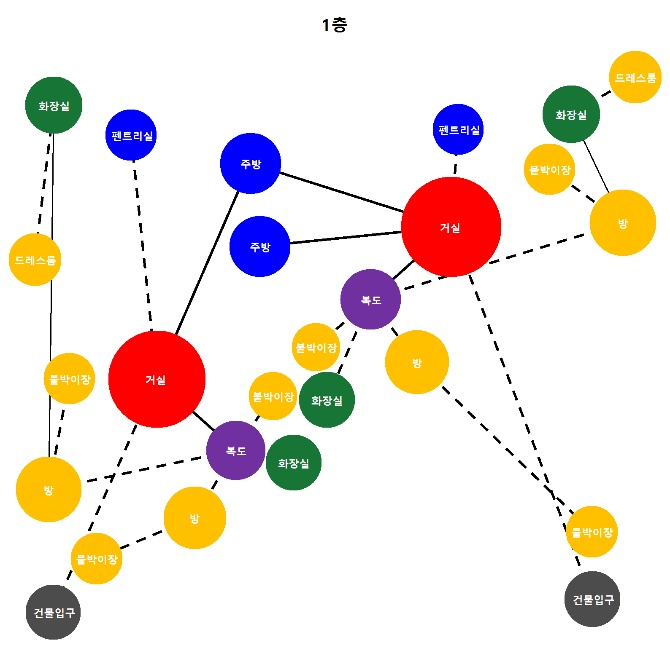 1층
드레스룸
화장실
화장실
펜트리실
펜트리실
주방
붙박이장
방
거실
주방
드레스룸
복도
붙박이장
방
붙박이장
거실
붙박이장
화장실
복도
화장실
방
방
붙박이장
붙박이장
건물입구
건물입구